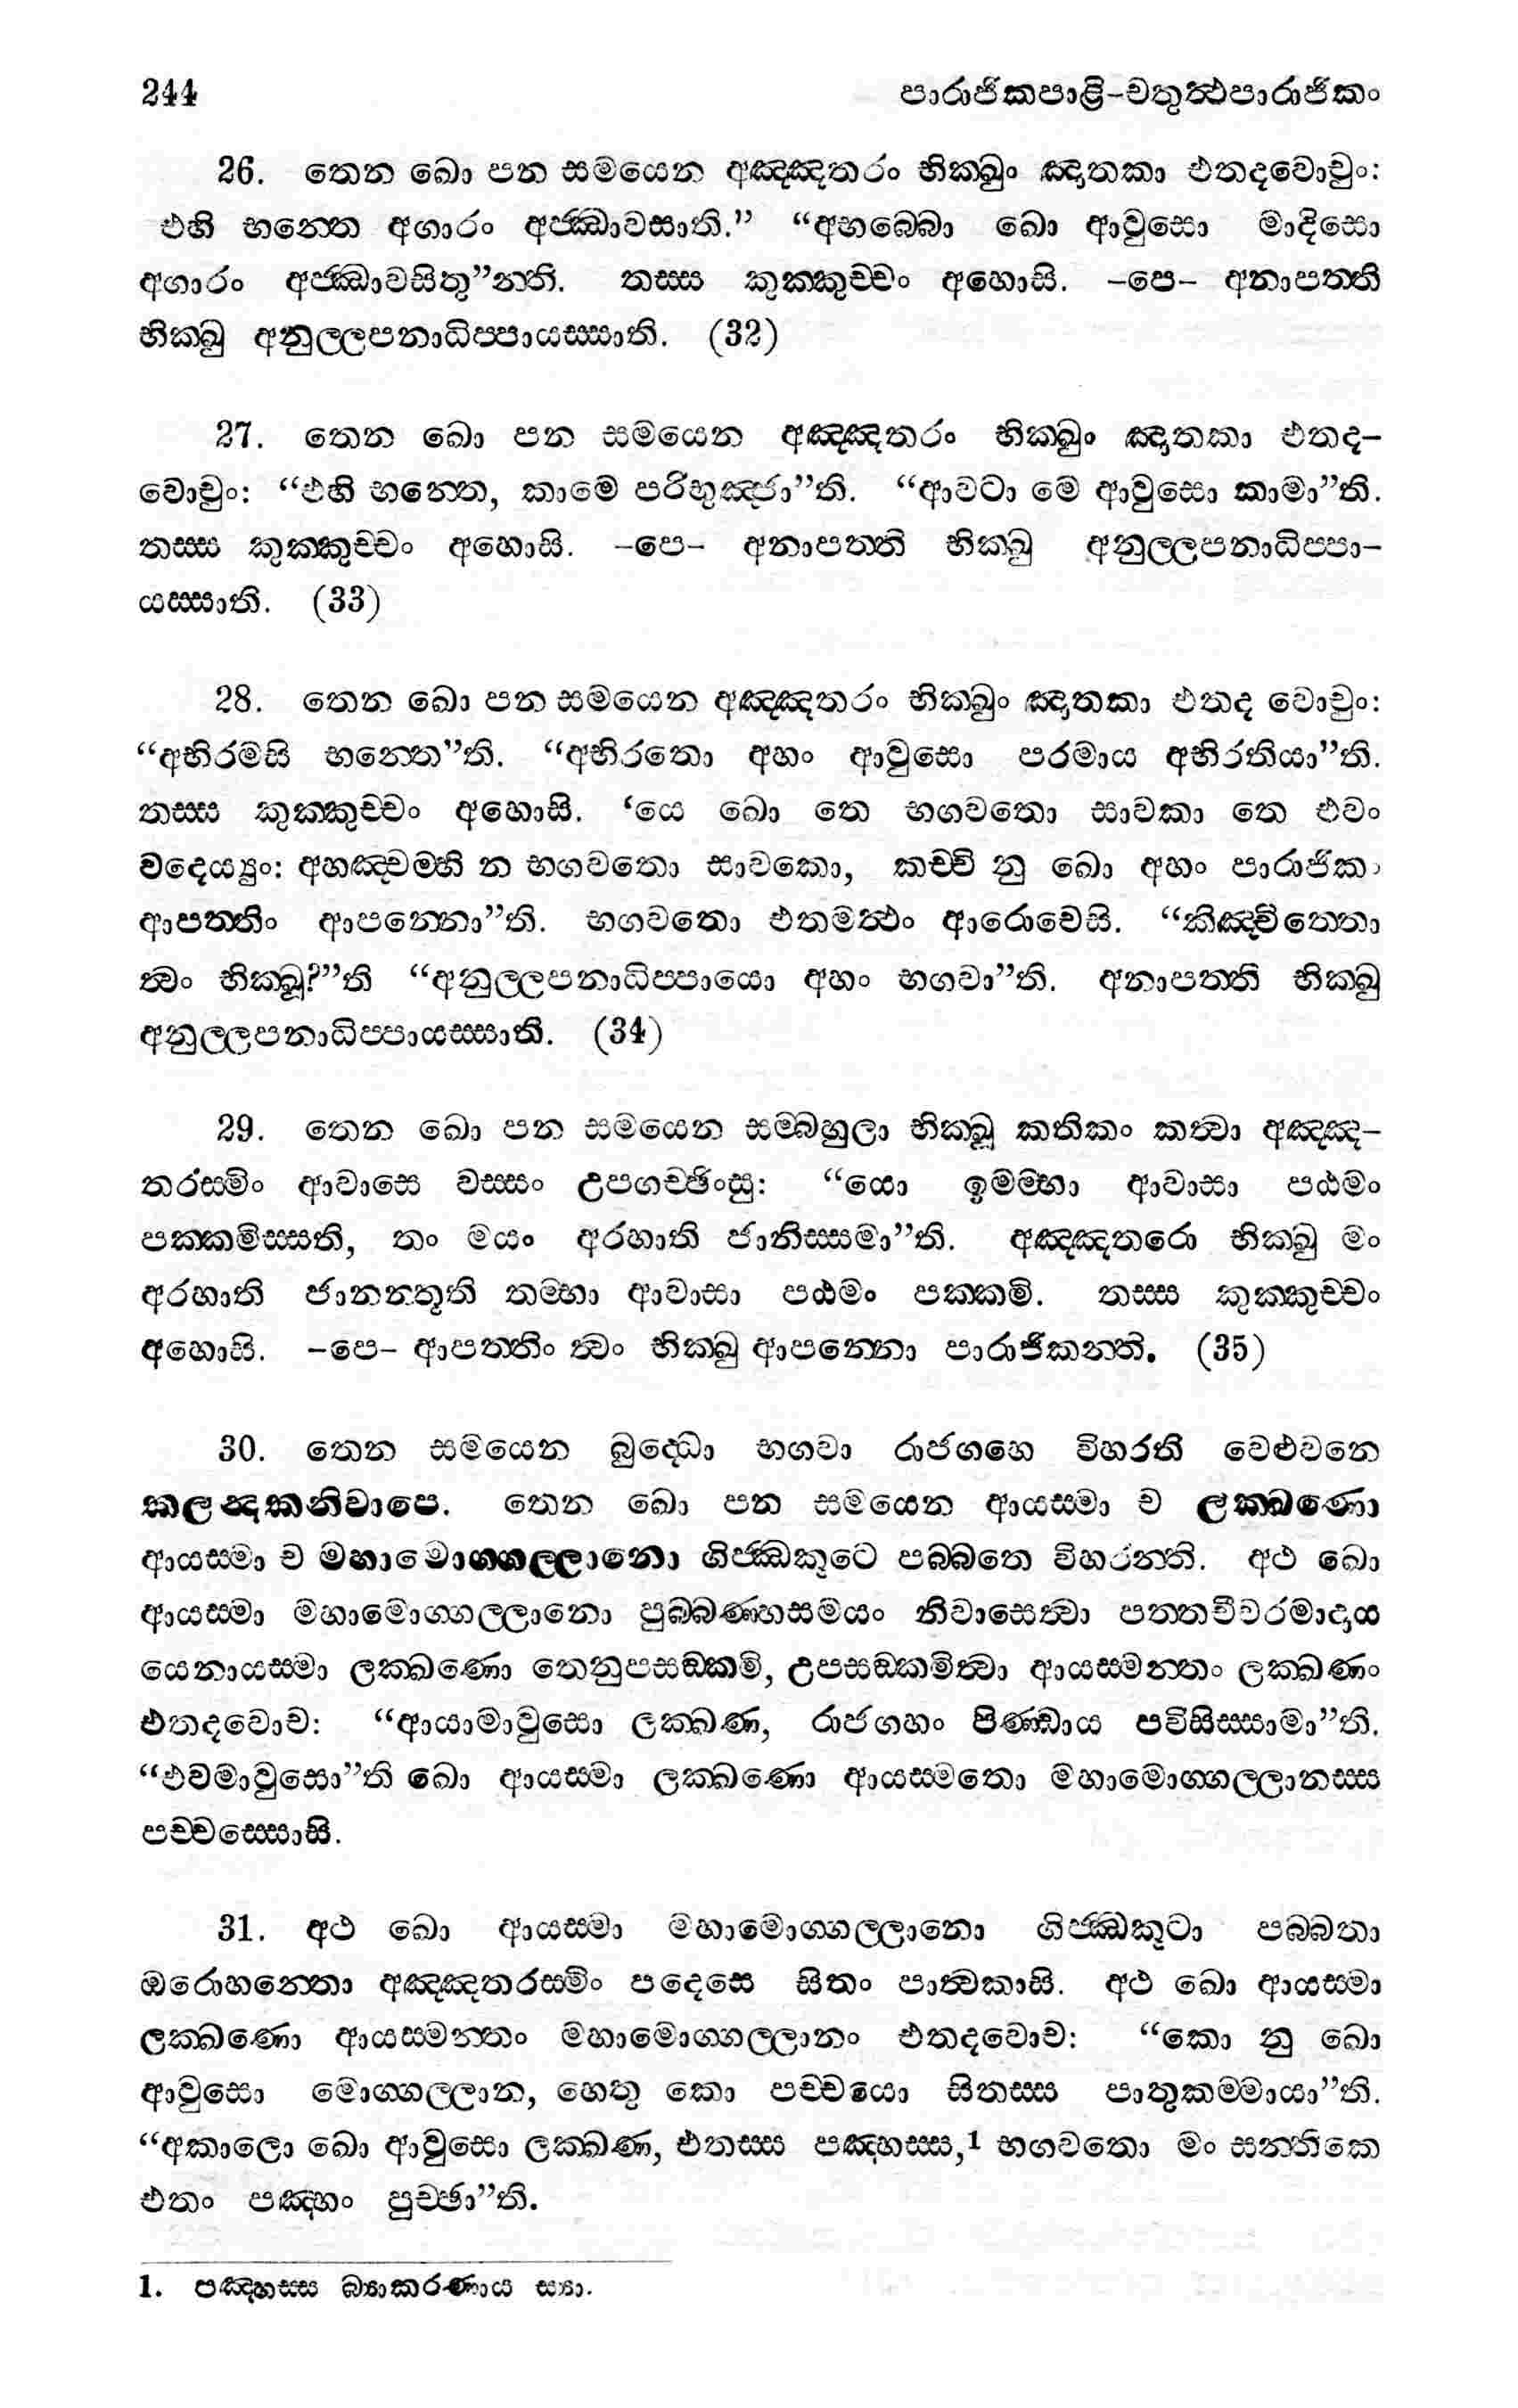 244 පාරාජිකපාළි-චතුත්‍ථපාරාජිකං
26. තෙන ඛො පන සමයෙන අඤ්ඤතරං භික්‍ඛුං ඤාතකා එතදවොචුං:
එහි භන්‍තෙ අගාරං අජ්ඣාවසාති.” “අභබ්බො ඛො ආවුසො මාදිසො
අගාරං අජ්ඣාවසිතු”න්‍ති. තස්ස කුක්කුච්චං අහොසි. -පෙ- අනාපත්ති
භික්‍ඛු අනුල්ලපනාධිප්පායස්සාති. (32)
27. තෙන ඛො පන සමයෙන අඤ්ඤතරං භික්‍ඛුං ඤාතකා එතද-
වොචුං: “එහි භන්‍තෙ, කාමෙ පරිභුඤ්ජා”ති. “ආවටා මෙ ආවුසො කාමා”ති.
තස්ස කුක්කුච්චං අහොසි. -පෙ- අනාපත්ති භික්‍ඛු අනුල්ලපනාධිප්පා-
යස්සාති. (33)
28. තෙන ඛො පන සමයෙන අඤ්ඤතරං භික්‍ඛුං ඤාතකා එතද වොචුං:
“අභිරමසි භන්‍තෙ”ති. “අභිරතො අහං ආවුසො පරමාය අභිරතියා”ති.
තස්ස කුක්කුච්චං අහොසි. ‘යෙ ඛො තෙ භගවතො සාවකා තෙ එවං
වදෙය්‍යුං: අහඤ්චම්හි න භගවතො සාවකො, කච්චි නු ඛො අහං පාරාජිකං
ආපත්තිං ආපන්නො”ති. භගවතො එතමත්‍ථං ආරොචෙසි. “කිඤ්චිත්තො
ත්‍වං භික්‍ඛූ?”ති “අනුල්ලපනාධිප්පායො අහං භගවා”ති. අනාපත්ති භික්‍ඛු
අනුල්ලපනාධිප්පායස්සාති. (34)
29. තෙන ඛො පන සමයෙන සම්බහුලා භික්‍ඛූ කතිකං කත්‍වා අඤ්ඤ-
තරස්මිං ආවාසෙ වස්සං උපගච්ඡිංසු: “යො ඉමම්හා ආවාසා පඨමං
පක්කමිස්සති, තං මයං අරහාති ජානිස්සමා”ති. අඤ්ඤතරො භික්‍ඛු මං
අරහාති ජානන්‍තූති තම්හා ආවාසා පඨමං පක්කමි. තස්ස කුක්කුච්චං
අහොසි. -පෙ- ආපත්තිං ත්‍වං භික්‍ඛු ආපන්නො පාරාජිකන්‍ති. (35)
30. තෙන සමයෙන බුද්ධො භගවා රාජගහෙ විහරති වෙළුවනෙ
කලන්‍දකනිවාපෙ. තෙන ඛො පන සමයෙන ආයස්මා ච ලක්‍ඛණො
ආයස්මා ච මහාමොග්ගල්ලානො ගිජ්ඣකූටෙ පබ්බතෙ විහරන්‍ති. අථ ඛො
ආයස්මා මහාමොග්ගල්ලානො පුබ්බණ්හසමයං නිවාසෙත්‍වා පත්තචීවරමාදාය
යෙනායස්මා ලක්‍ඛණො තෙනුපසඞ්කමි, උපසඞ්කමිත්‍වා ආයස්මන්‍තං ලක්‍ඛණං
එතදවොච: “ආයාමාවුසො ලක්‍ඛණ, රාජගහං පිණ්ඩාය පවිසිස්සාමා”ති.
“එවමාවුසො”ති ඛො ආයස්මා ලක්‍ඛණො ආයස්මතො මහාමොග්ගල්ලානස්ස
පච්චස්සොසි.
31. අථ ඛො ආයස්මා මහාමොග්ගල්ලානො ගිජ්ඣකූටා පබ්බතා
ඔරොහන්‍තො අඤ්ඤතරස්මිං පදෙසෙ සිතං පාත්‍වකාසි. අථ ඛො ආයස්මා
ලක්‍ඛණො ආයස්මන්‍තං මහාමොග්ගල්ලානං එතදවොච: “කො නු ඛො
ආවුසො මොග්ගල්ලාන, හෙතු කො පච්චයො සිතස්ස පාතුකම්මායා”ති.
“අකාලො ඛො ආවුසො ලක්‍ඛණ, එතස්ස පඤ්හස්ස,1 භගවතො මං සන්‍තිකෙ
එතං පඤ්හං පුච්ඡා”ති.
1. පඤ්හස්ස බ්‍යාකරණාය ස්‍යා.